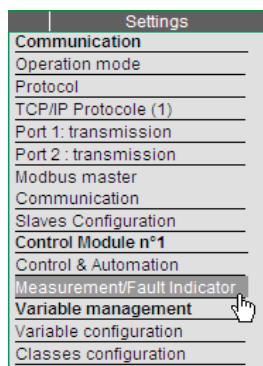 Settings
Communication
Operation mode
Protocol
TCP/IP Protocole (1)
Port 1: transmission
Port 2 : transmission
Modbus master
Communication
Slaves Configuration
Control Module n°1
Control & Automation
Measurement/Fault Indicator
Variable management
Variable configuration
Classes configuration